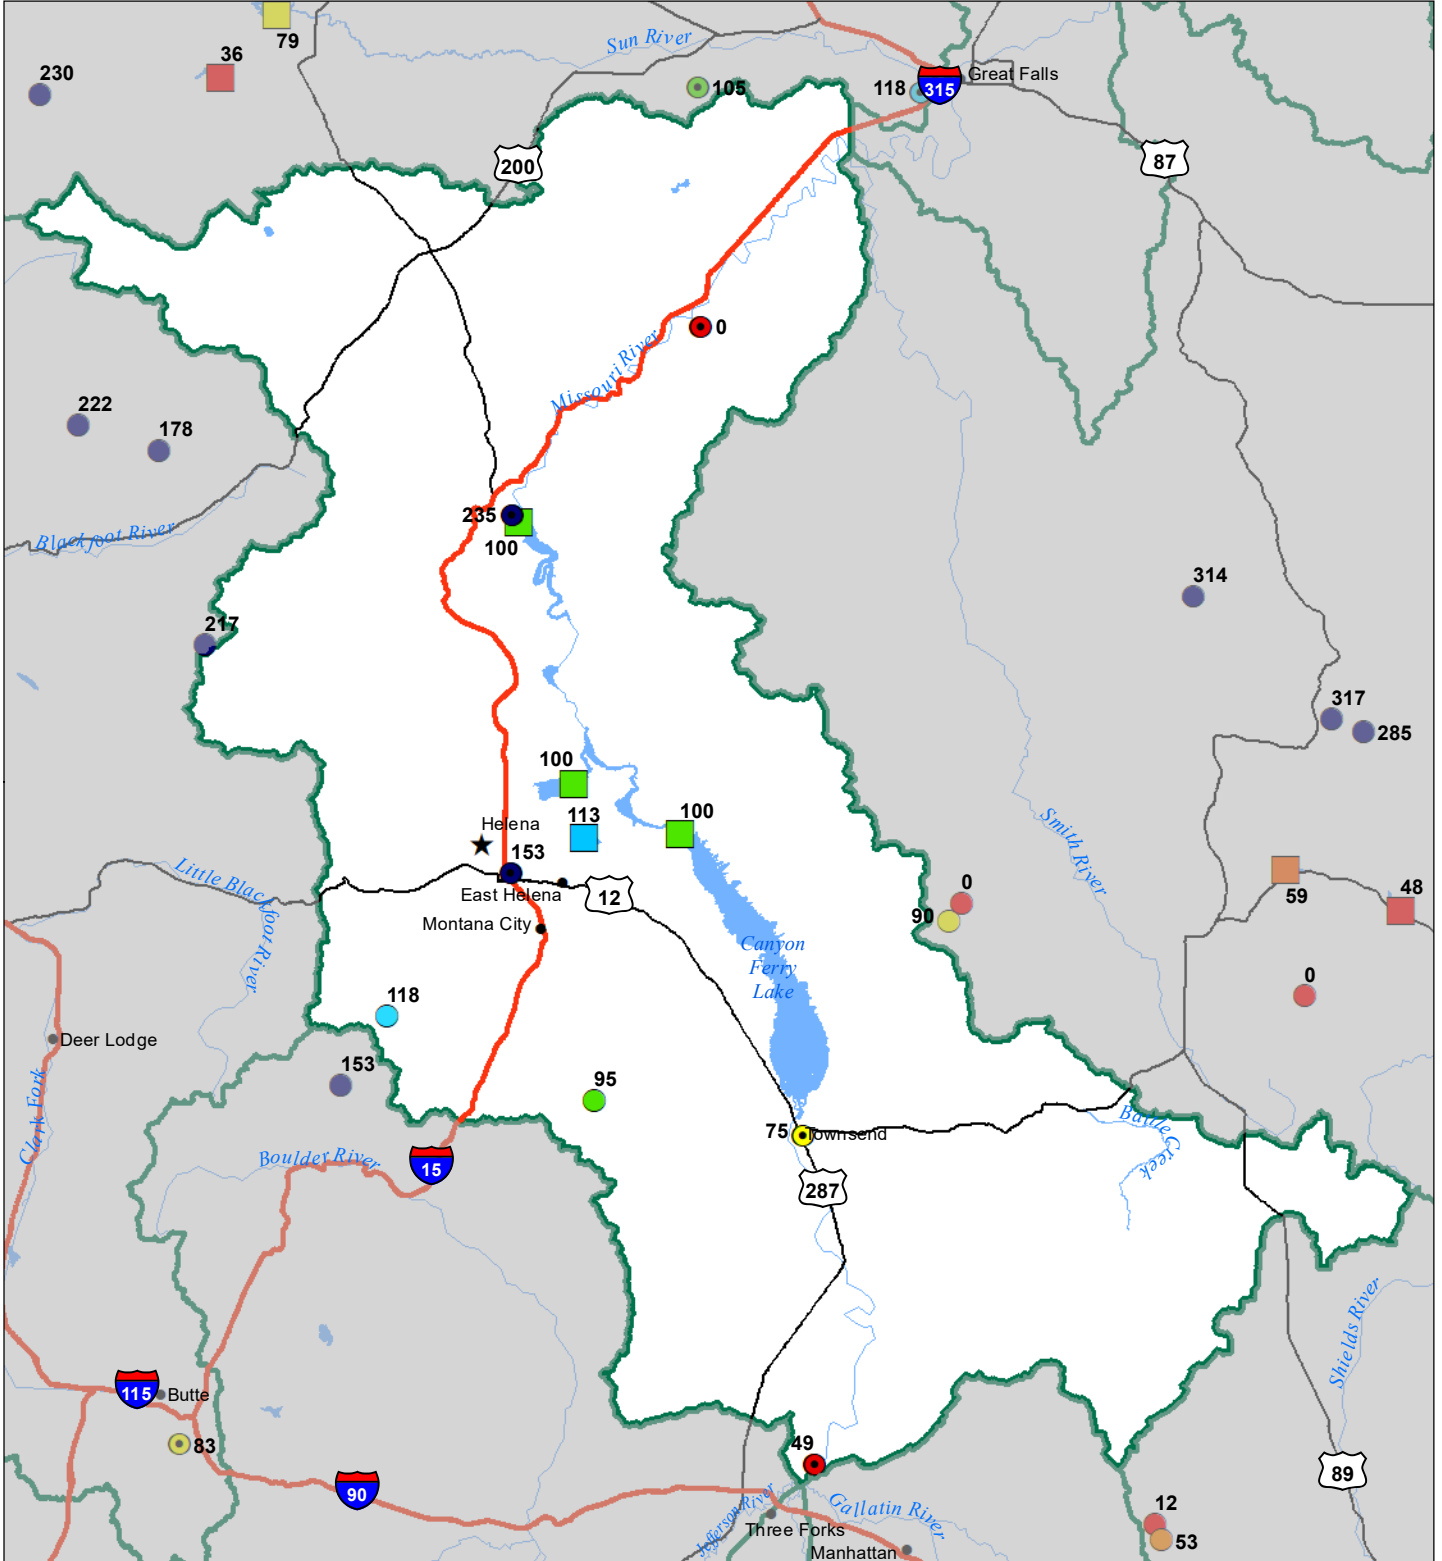 79
36
230
Sun River
105
118
315
Great Falls
200
87
0
Missouri River
222
178
235
100
Blackfoot River
314
217
317
285
100
113
100
Helena
153
East Helena
12
Montana City
Smith River
Little Blackfoot River
59
48
0
90
Canyon
Ferry
Lake
0
118
Deer Lodge
153
95
Clark Fork
75
Townsend
Battle Creek
Boulder River
15
287
Shields River
115
Butte
83
49
90
89
Jefferson River
Gallatin River
12
53
Three Forks
Manhattan